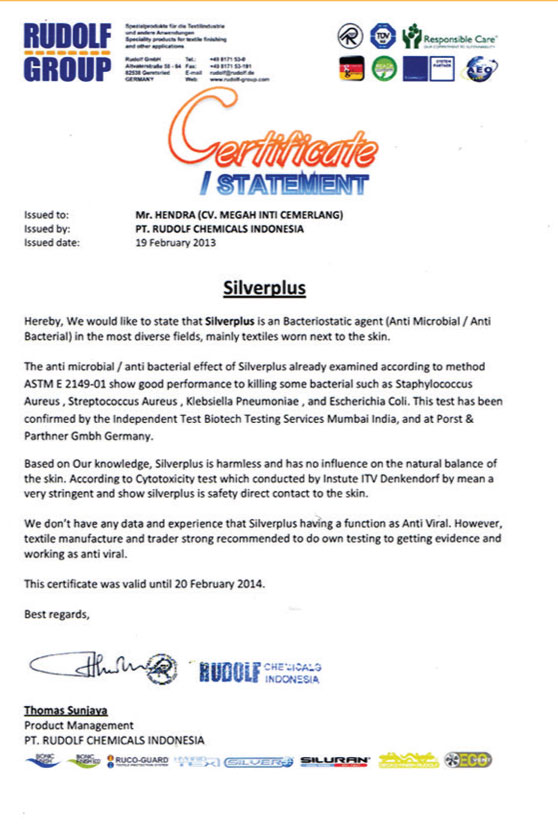 RUDOLF
GROUP
Spezialprodukte für die Textilindustrie
und andere Anwendungen
Speciality products for textile finishing
and other applications
Rudolf GmbH Tel.: +49 8171 53-0
Altvaterstraße 58 - 64 Fax: +49 8171 53-191
82538 Geretsried E-mail rudolf@rudolf.de
GERMANY Web: www.rudolf-group.com
TÜV
Responsible Care
OUR COMMITMENT TO SUSTAINABILITY
SYSTEM
PARTNER
AEO
Certificate
/ STATEMENT
Issued to: Mr. HENDRA (CV. MEGAH INTI CEMERLANG)
Issued by: PT. RUDOLF CHEMICALS INDONESIA
Issued date: 19 February 2013
Silverplus
Hereby, We would like to state that Silverplus is an Bacteriostatic agent (Anti Microbial / Anti
Bacterial) in the most diverse fields, mainly textiles worn next to the skin.
The anti microbial / anti bacterial effect of Silverplus already examined according to method
ASTM E 2149-01 show good performance to killing some bacterial such as Staphylococcus
Aureus , Streptococcus Aureus , Klebsiella Pneumoniae , and Escherichia Coli. This test has been
confirmed by the Independent Test Biotech Testing Services Mumbai India, and at Porst &
Parthner Gmbh Germany.
Based on Our knowledge, Silverplus is harmless and has no influence on the natural balance of
the skin. According to Cytotoxicity test which conducted by Instute ITV Denkendorf by mean a
very stringent and show silverplus is safety direct contact to the skin.
We don't have any data and experience that Silverplus having a function as Anti Viral. However,
textile manufacture and trader strong recommended to do own testing to getting evidence and
working as anti viral.
This certificate was valid until 20 February 2014.
Best regards,
RUDOLF CHEMICALS
INDONESIA
Thomas Sunjaya
Product Management
PT. RUDOLF CHEMICALS INDONESIA
BIONIC BIONIC RUCO-GUARD SILVER SILURAN ECO